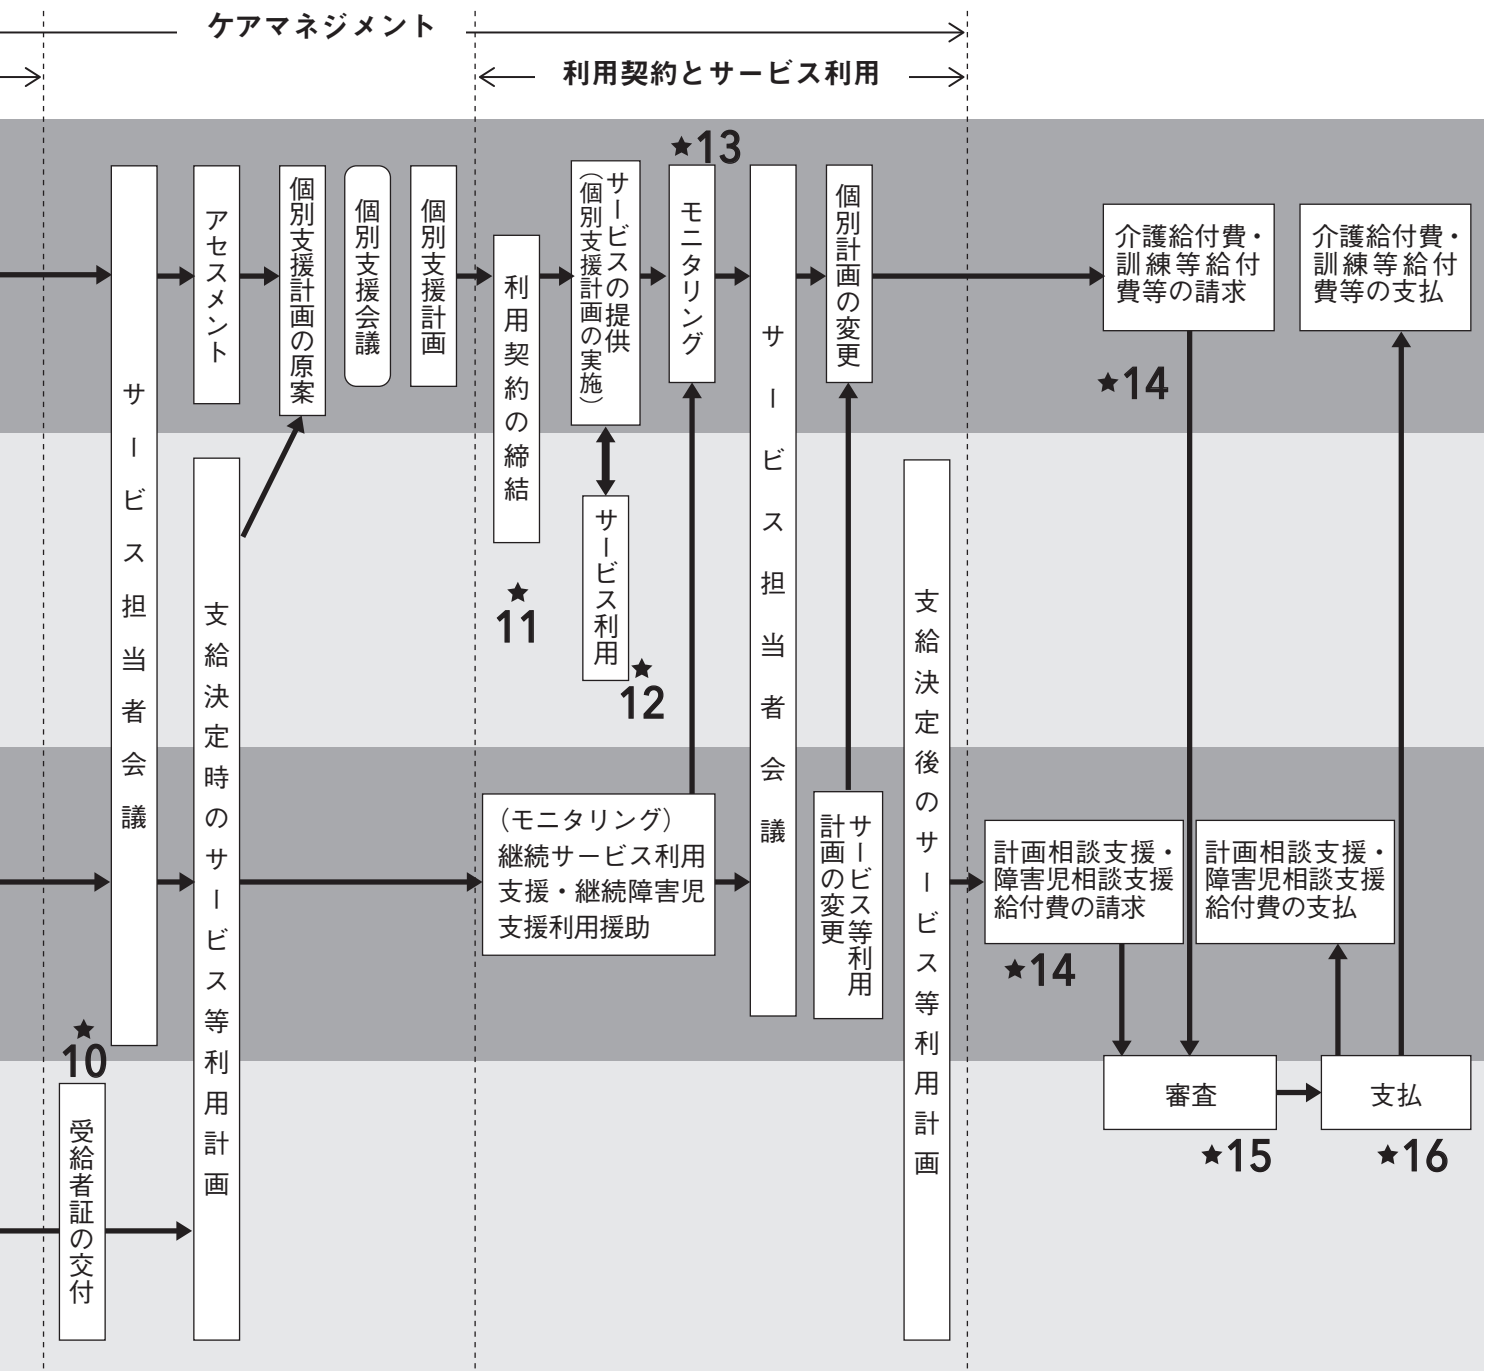 ケアマネジメント
利用契約とサービス利用
サービス担当者会議
アセスメント
個別支援計画の原案
個別支援会議
個別支援計画
利用契約の締結
★11
サービスの提供
（個別支援計画の実施）
サービス利用
★12
★13
モニタリング
サービス担当者会議
個別計画の変更
介護給付費・
訓練等給付
費等の請求
★14
介護給付費・
訓練等給付
費等の支払
支給決定時のサービス等利用計画
（モニタリング）
継続サービス利用
支援・継続障害児
支援利用援助
サービス等利用
計画の変更
支給決定後のサービス等利用計画
計画相談支援・
障害児相談支援
給付費の請求
★14
計画相談支援・
障害児相談支援
給付費の支払
★10
受給者証の交付
審査
★15
支払
★16